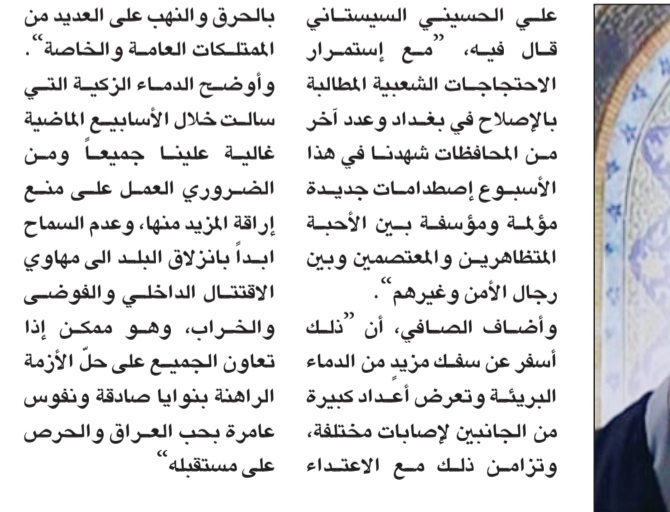 علي الحسيني السيستاني
قال فيه، ”مع إستمرار
الاحتجاجات الشعبية المطالبة
بالإصلاح في بغداد وعدد آخر
من المحافظات شهدنا في هذا
الأسبوع إصطدامات جديدة
مؤلمة ومؤسفة بين الأحبة
المتظاهرين والمعتصمين وبين
رجال الأمن وغيرهم“.
وأضاف الصافي، أن ”ذلك
أسفر عن سفك مزيدٍ من الدماء
البريئة وتعرض أعداد كبيرة
من الجانبين لإصابات مختلفة،
وتزامن ذلك مع الاعتداء
بالحرق والنهب على العديد من
الممتلكات العامة والخاصة“.
وأوضح الدماء الزكية التي
سالت خلال الأسابيع الماضية
غالية علينا جميعاً ومن
الضروري العمل على منع
إراقة المزيد منها، وعدم السماح
ابداً بانزلاق البلد الى مهاوي
الاقتتال الداخلي والفوضى
والخراب، وهو ممكن إذا
تعاون الجميع على حلّ الأزمة
الراهنة بنوايا صادقة ونفوس
عامرة بحب العراق والحرص
على مستقبله“